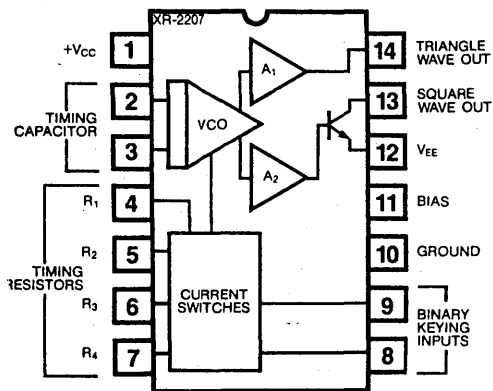 XR-2207
+VCC
1
TIMING
CAPACITOR
2
3
R1
4
R2
5
TIMING
RESISTORS
R3
6
R4
7
VCO
A1
A2
CURRENT
SWITCHES
14
TRIANGLE
WAVE OUT
13
SQUARE
WAVE OUT
12
VEE
11
BIAS
10
GROUND
9
8
BINARY
KEYING
INPUTS